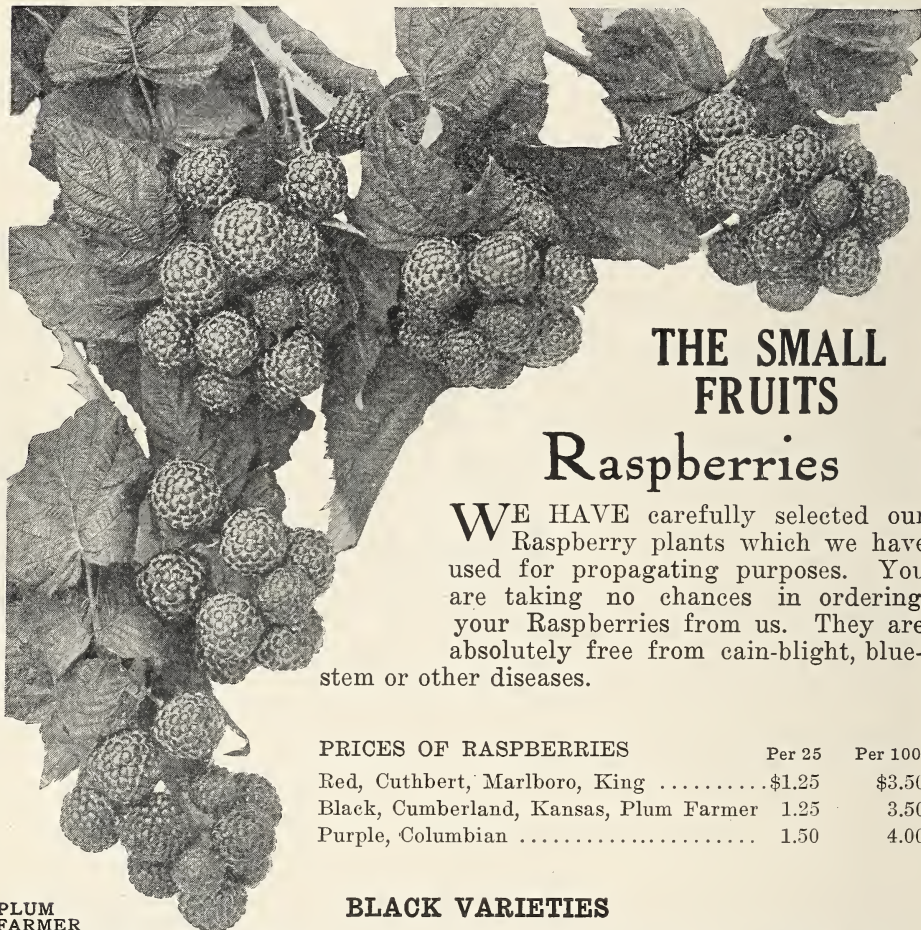 THE SMALL
FRUITS
Raspberries
WE HAVE carefully selected our
Raspberry plants which we have
used for propagating purposes. You
are taking no chances in ordering
your Raspberries from us. They are
absolutely free from cain-blight, blue-
stem or other diseases.
PRICES OF RASPBERRIES Per 25 Per 100
Red, Cuthbert, Marlboro, King ..........$1.25 $3.50
Black, Cumberland, Kansas, Plum Farmer 1.25 3.50
Purple, Columbian ........................ 1.50 4.00
PLUM
FARMER
BLACK VARIETIES